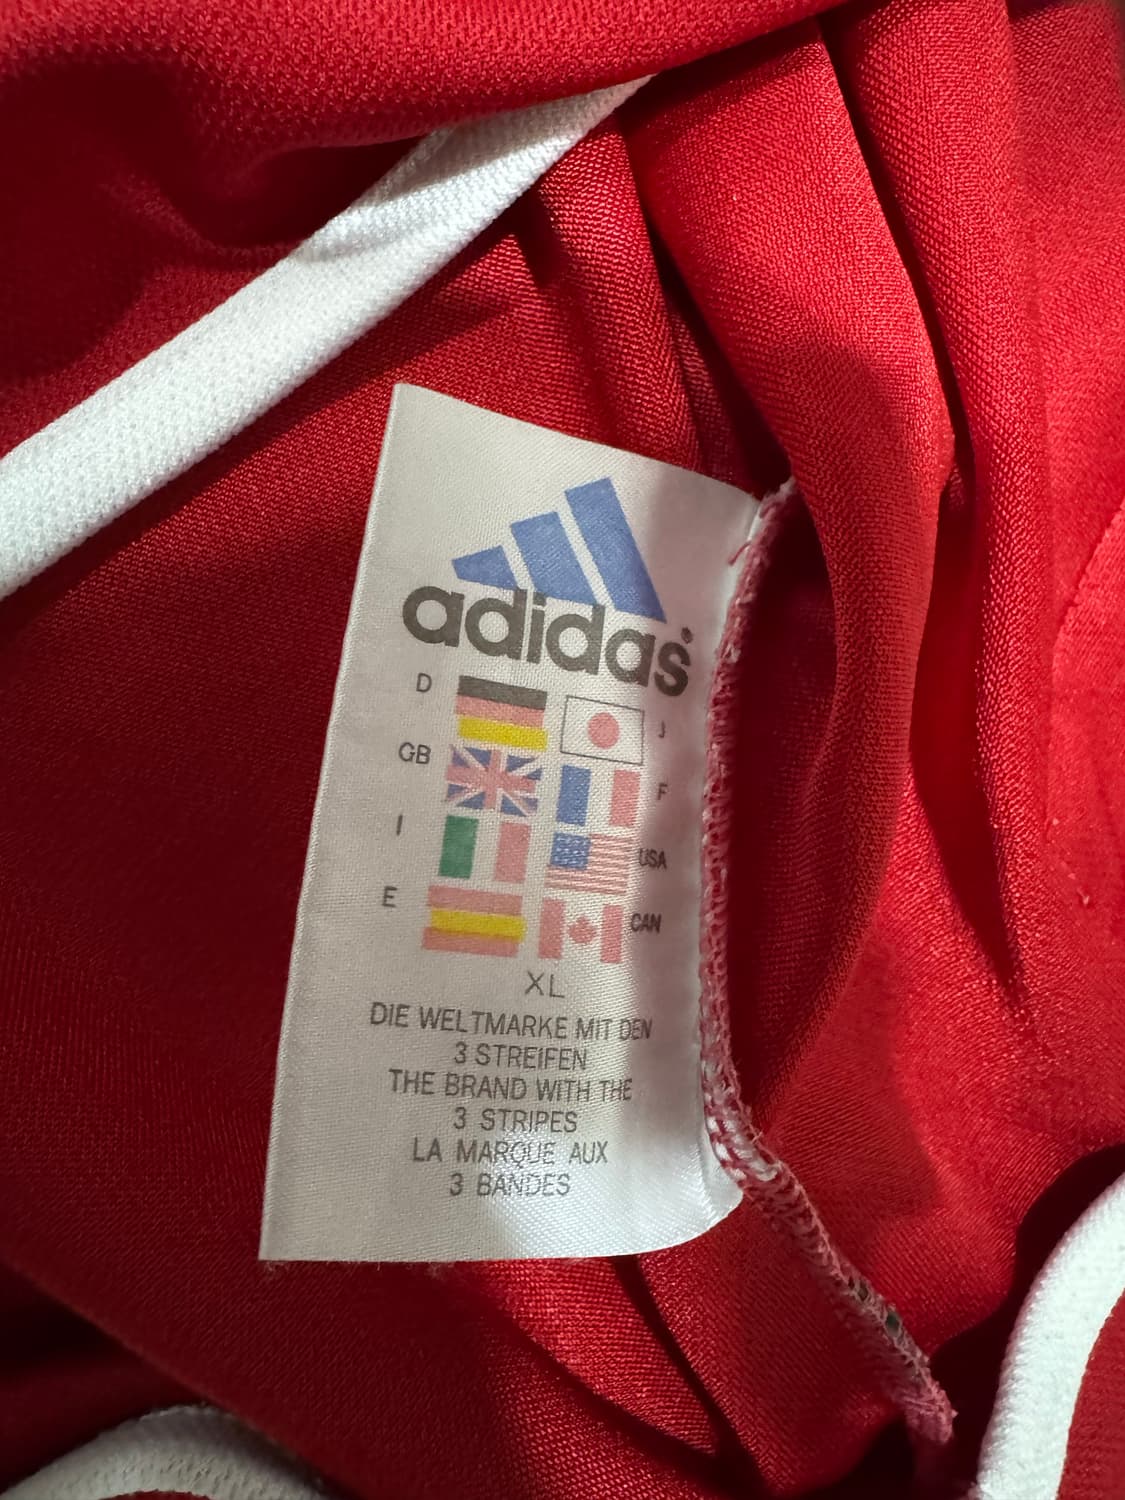 adidas
D J
GB F
I USA
E CAN
XL
DIE WELTMARKE MIT DEN
3 STREIFEN
THE BRAND WITH THE
3 STRIPES
LA MARQUE AUX
3 BANDES